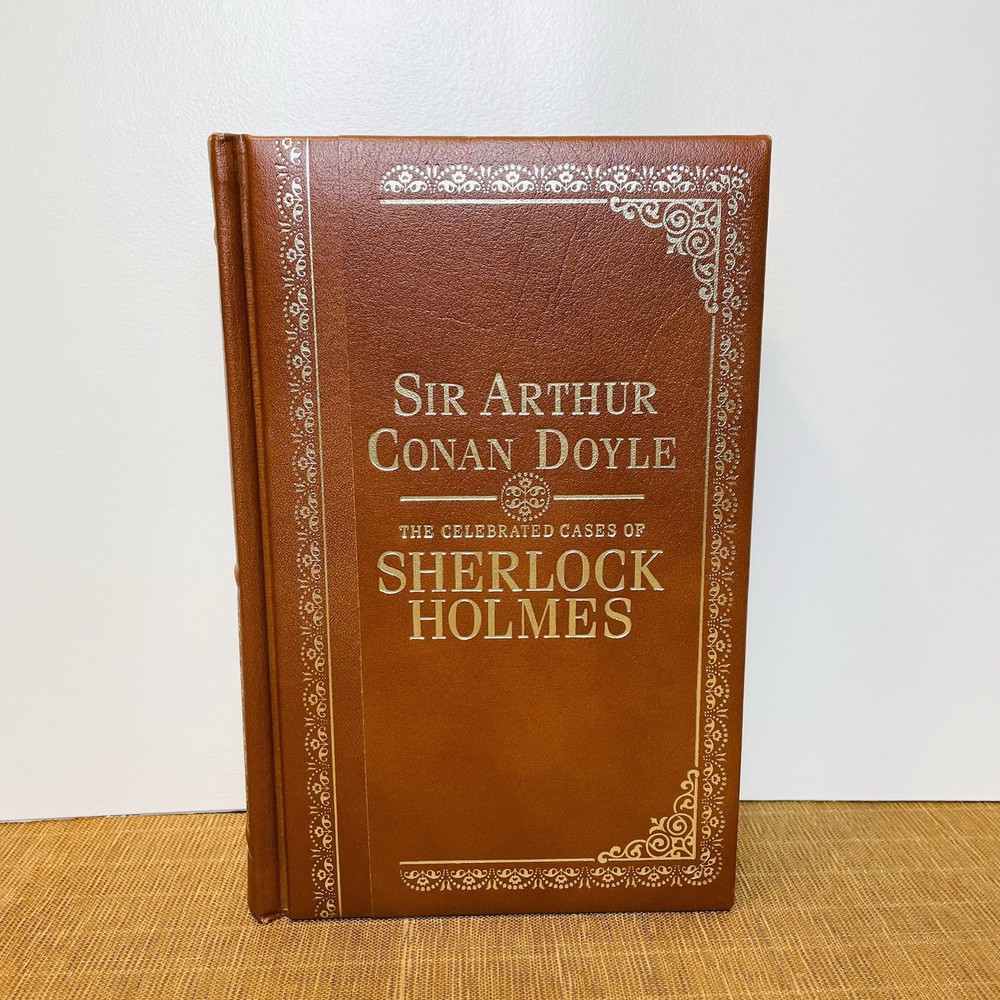 SIR ARTHUR
CONAN DOYLE
THE CELEBRATED CASES OF
SHERLOCK
HOLMES